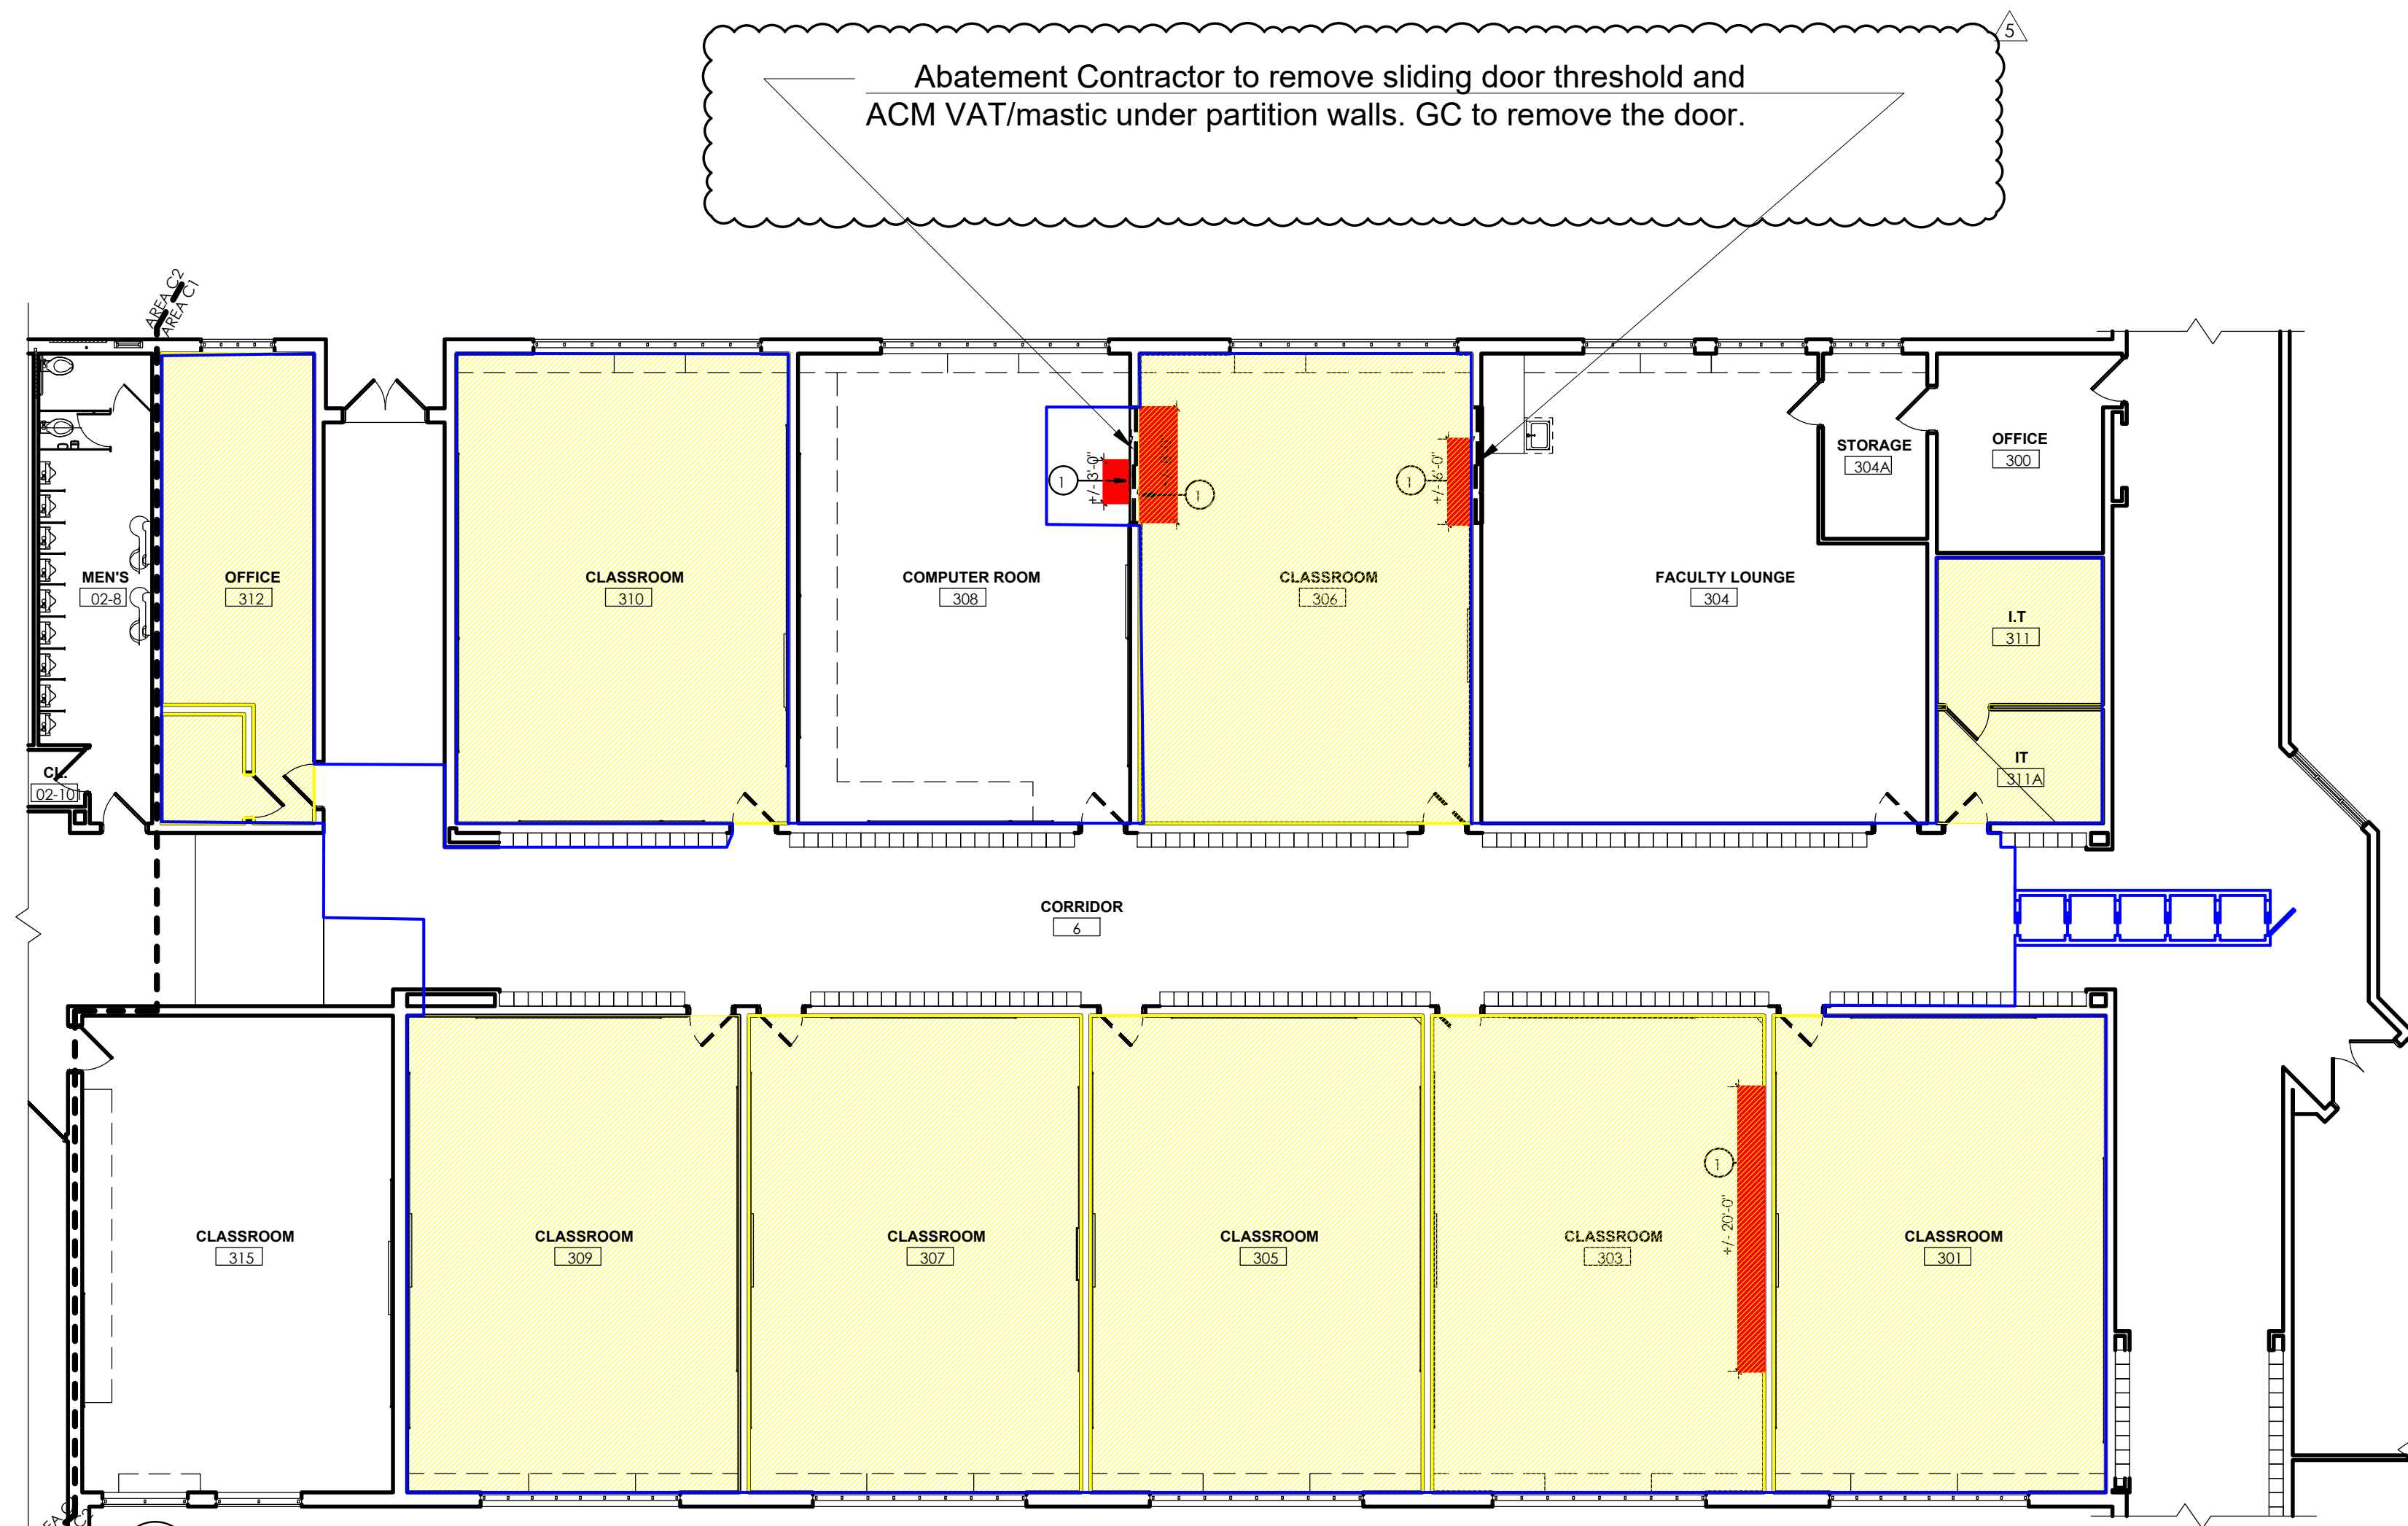 5
Abatement Contractor to remove sliding door threshold and
ACM VAT/mastic under partition walls. GC to remove the door.
AREA C2
AREA C1
MEN'S
02-8
OFFICE
312
CLASSROOM
310
COMPUTER ROOM
308
1
+/- 3'-0"
1
CLASSROOM
306
1
+/- 6'-0"
FACULTY LOUNGE
304
STORAGE
304A
OFFICE
300
I.T
311
IT
311A
CL.
02-101
CORRIDOR
6
CLASSROOM
315
CLASSROOM
309
CLASSROOM
307
CLASSROOM
305
CLASSROOM
303
1
+/- 20'-0"
CLASSROOM
301